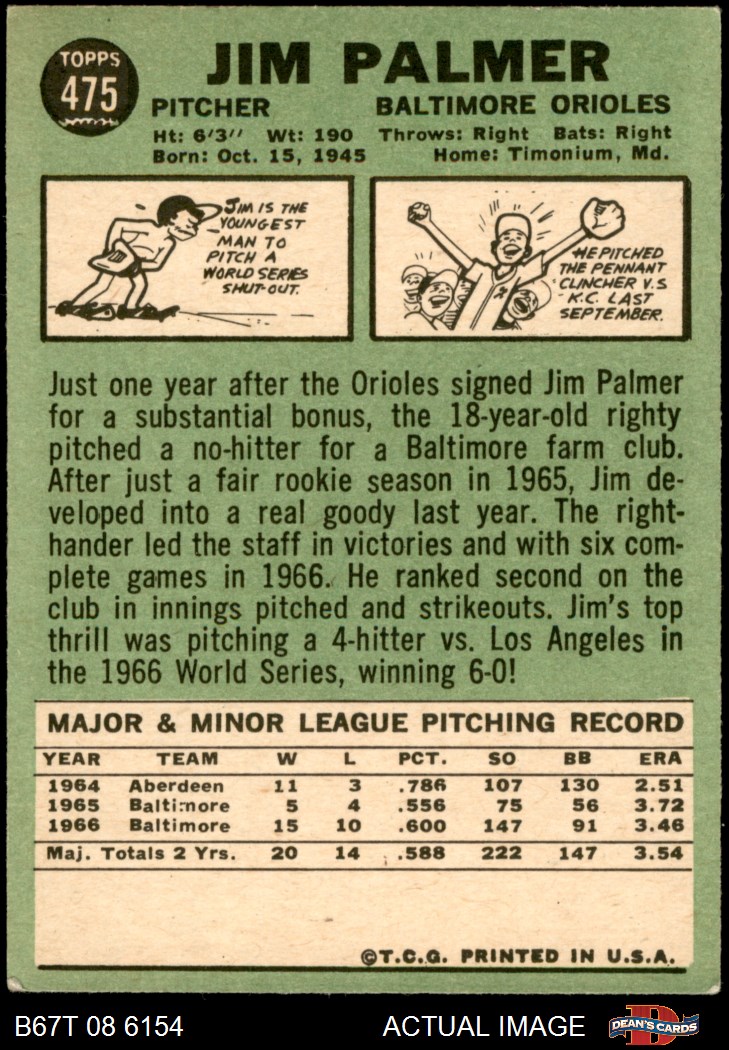 TOPPS
475
JIM PALMER
PITCHER BALTIMORE ORIOLES
Ht: 6'3" Wt: 190 Throws: Right Bats: Right
Born: Oct. 15, 1945 Home: Timonium, Md.
JIM IS THE
YOUNGEST
MAN TO
PITCH A
WORLD SERIES
SHUT-OUT.
HE PITCHED
THE PENNANT
CLINCHER V.S
K.C. LAST
SEPTEMBER.
Just one year after the Orioles signed Jim Palmer
for a substantial bonus, the 18-year-old righty
pitched a no-hitter for a Baltimore farm club.
After just a fair rookie season in 1965, Jim de-
veloped into a real goody last year. The right-
hander led the staff in victories and with six com-
plete games in 1966. He ranked second on the
club in innings pitched and strikeouts. Jim's top
thrill was pitching a 4-hitter vs. Los Angeles in
the 1966 World Series, winning 6-0!
MAJOR & MINOR LEAGUE PITCHING RECORD
YEAR TEAM W L PCT. SO BB ERA
1964 Aberdeen 11 3 .786 107 130 2.51
1965 Baltimore 5 4 .556 75 56 3.72
1966 Baltimore 15 10 .600 147 91 3.46
Maj. Totals 2 Yrs. 20 14 .588 222 147 3.54
©T.C.G. PRINTED IN U.S.A.
B67T 08 6154 ACTUAL IMAGE DEAN'S CARDS